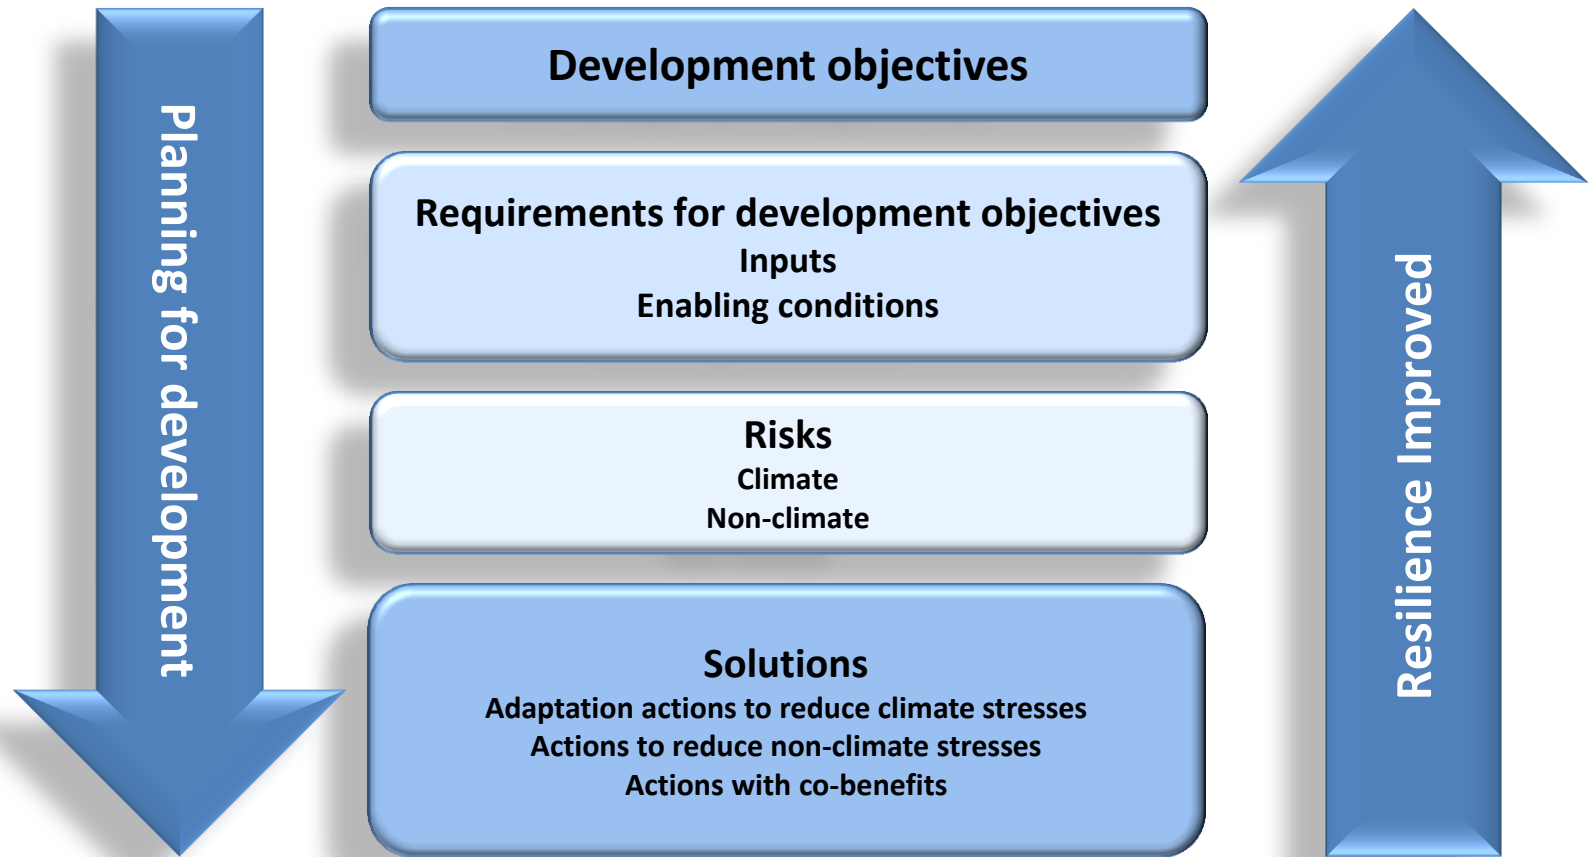 Planning for development
Development objectives
Requirements for development objectives
Inputs
Enabling conditions
Risks
Climate
Non-climate
Solutions
Adaptation actions to reduce climate stresses
Actions to reduce non-climate stresses
Actions with co-benefits
Resilience Improved